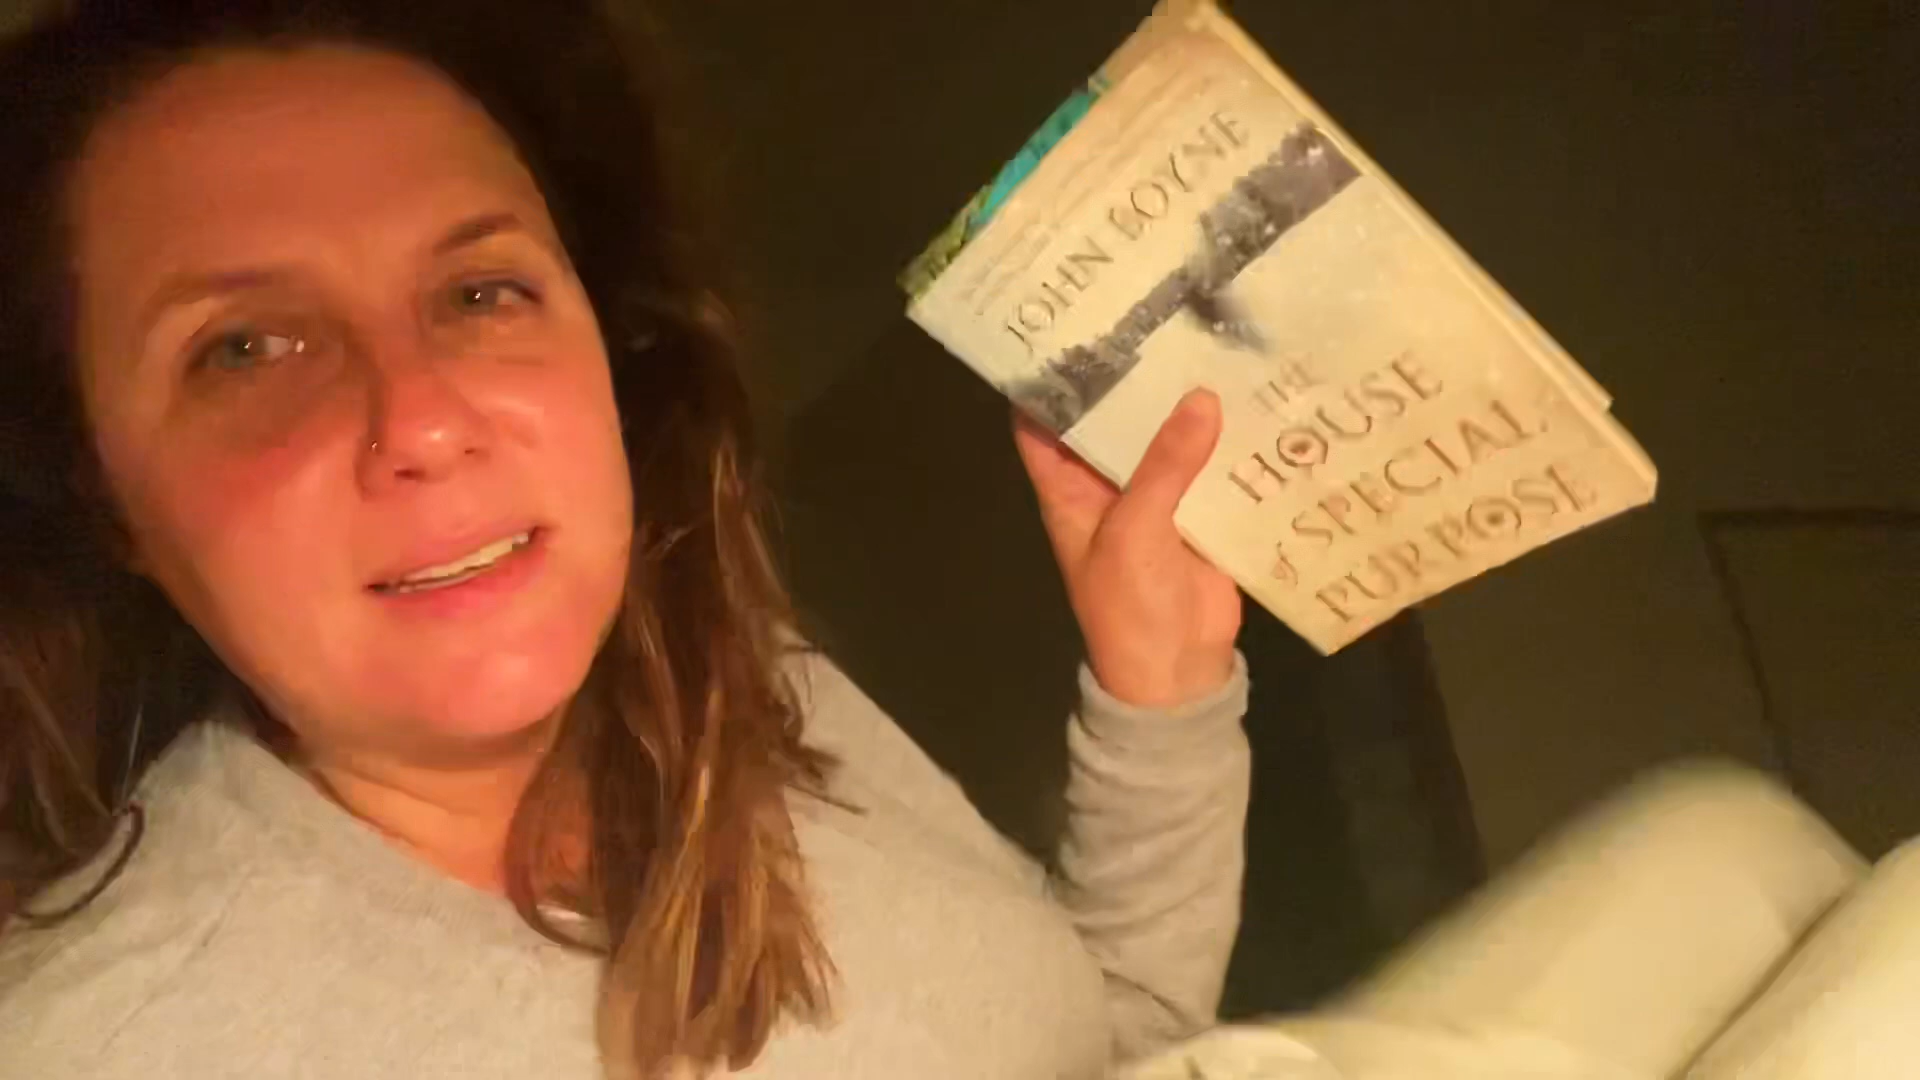 JOHN BOYNE
THE
HOUSE
of SPECIAL
PURPOSE